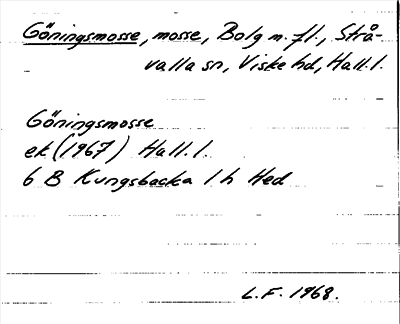 Göningsmosse, mosse, Bolg m. fl., Strå-
valla sn, Viske hd, Hall. l.
Göningsmosse
ek (1967) Hall. l.
6 B Kungsbacka 1 h Hed
L.F. 1968.